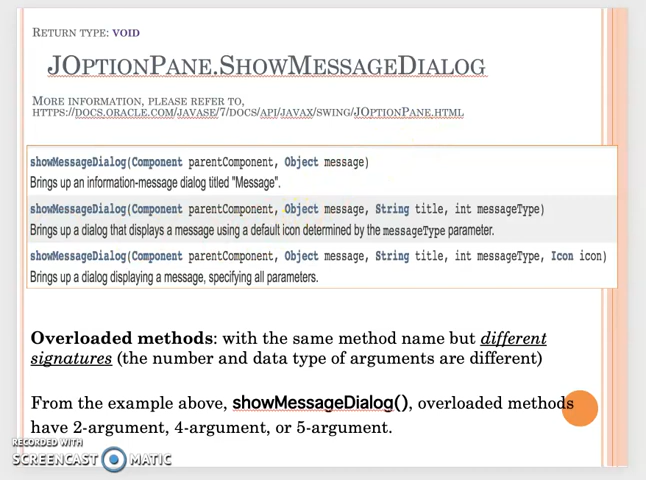 RETURN TYPE: VOID
JOPTIONPANE.SHOWMESSAGEDIALOG
MORE INFORMATION, PLEASE REFER TO,
HTTPS://DOCS.ORACLE.COM/JAVASE/7/DOCS/API/JAVAX/SWING/JOPTIONPANE.HTML
showMessageDialog(Component parentComponent, Object message)
Brings up an information-message dialog titled "Message".
showMessageDialog(Component parentComponent, Object message, String title, int messageType)
Brings up a dialog that displays a message using a default icon determined by the messageType parameter.
showMessageDialog(Component parentComponent, Object message, String title, int messageType, Icon icon)
Brings up a dialog displaying a message, specifying all parameters.
Overloaded methods: with the same method name but different
signatures (the number and data type of arguments are different)
From the example above, showMessageDialog(), overloaded methods
have 2-argument, 4-argument, or 5-argument.
RECORDED WITH
SCREENCAST MATIC